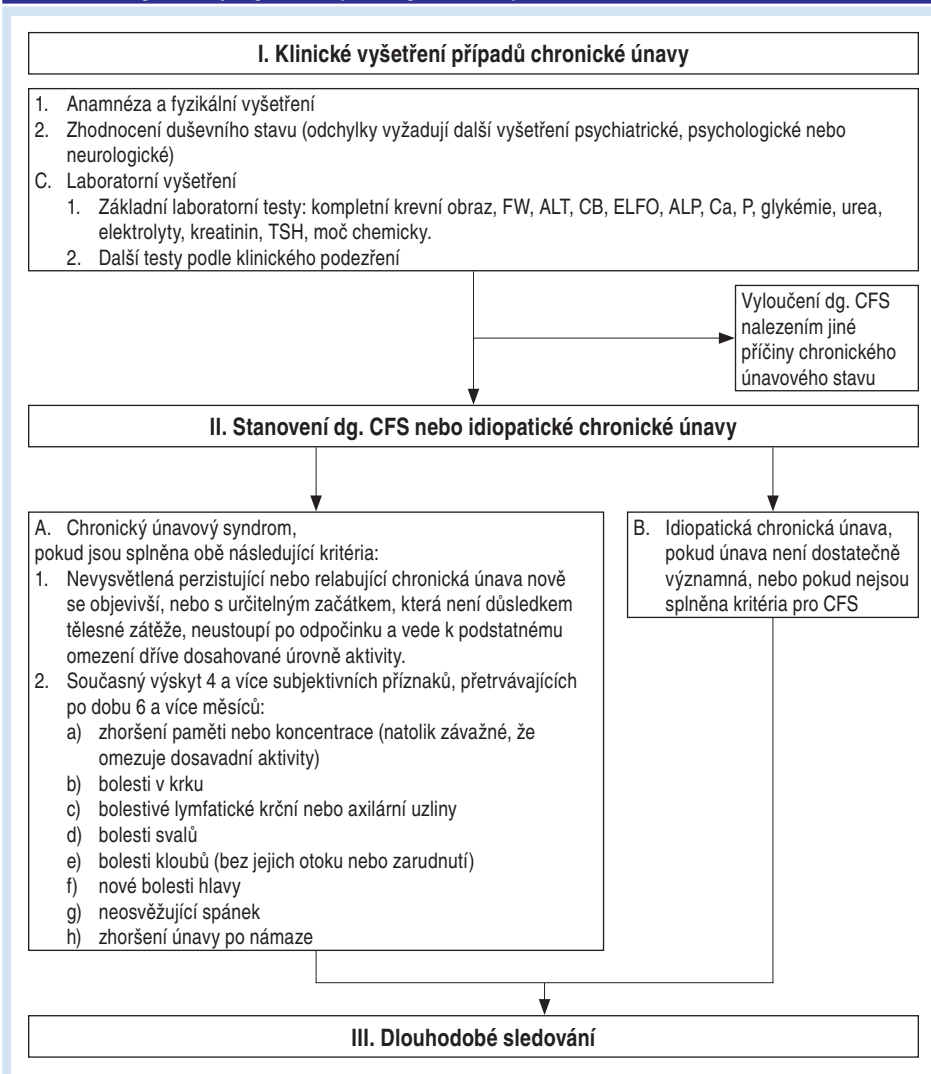 I. Klinické vyšetření případů chronické únavy
1. Anamnéza a fyzikální vyšetření
2. Zhodnocení duševního stavu (odchylky vyžadují další vyšetření psychiatrické, psychologické nebo
neurologické)
C. Laboratorní vyšetření
1. Základní laboratorní testy: kompletní krevní obraz, FW, ALT, CB, ELFO, ALP, Ca, P, glykémie, urea,
elektrolyty, kreatinin, TSH, moč chemicky.
2. Další testy podle klinického podezření
Vyloučení dg. CFS
nalezením jiné
příčiny chronického
únavového stavu
II. Stanovení dg. CFS nebo idiopatické chronické únavy
A. Chronický únavový syndrom,
pokud jsou splněna obě následující kritéria:
1. Nevysvětlená perzistující nebo relabující chronická únava nově
se objevivší, nebo s určitelným začátkem, která není důsledkem
tělesné zátěže, neustoupí po odpočinku a vede k podstatnému
omezení dříve dosahované úrovně aktivity.
2. Současný výskyt 4 a více subjektivních příznaků, přetrvávajících
po dobu 6 a více měsíců:
a) zhoršení paměti nebo koncentrace (natolik závažné, že
omezuje dosavadní aktivity)
b) bolesti v krku
c) bolestivé lymfatické krční nebo axilární uzliny
d) bolesti svalů
e) bolesti kloubů (bez jejich otoku nebo zarudnutí)
f) nové bolesti hlavy
g) neosvěžující spánek
h) zhoršení únavy po námaze
B. Idiopatická chronická únava,
pokud únava není dostatečně
významná, nebo pokud nejsou
splněna kritéria pro CFS
III. Dlouhodobé sledování